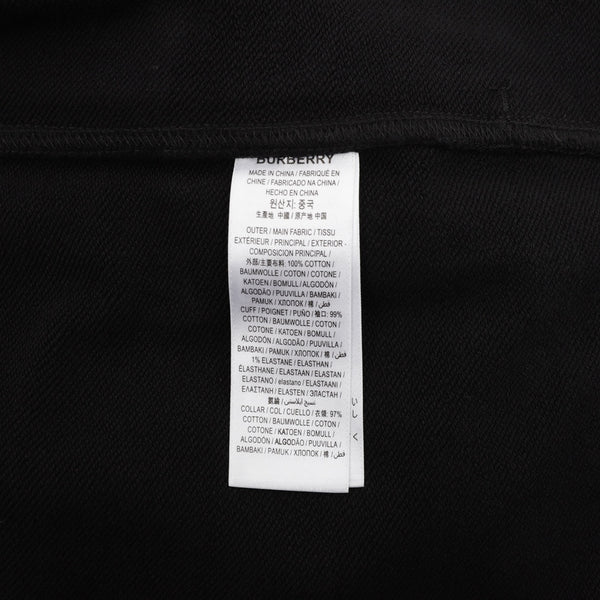 BURBERRY
MADE IN CHINA / FABRIQUÉ EN
CHINE / FABRICADO NA CHINA /
HECHO EN CHINA
원산지: 중국
生產地 中國 / 原产地 中国
OUTER / MAIN FABRIC / TISSU
EXTÉRIEUR / PRINCIPAL / EXTERIOR -
COMPOSICION PRINCIPAL /
外部/主要布料: 100% COTTON /
BAUMWOLLE / COTON / COTONE /
KATOEN / BOMULL / ALGODÓN /
ALGODÃO / PUUVILLA / BAMBAKI /
PAMUK / ХЛОПОК / 棉 / قطن /
CUFF / POIGNET / PUÑO / 袖口: 99%
COTTON / BAUMWOLLE / COTON /
COTONE / KATOEN / BOMULL /
ALGODÓN / ALGODÃO / PUUVILLA /
BAMBAKI / PAMUK / ХЛОПОК / 棉 / قطن /
1% ELASTANE / ELASTHAN /
ÉLASTHANE / ELASTAAN / ELASTAN /
ELASTANO / elastano / ELASTAANI /
ΕΛΑΣΤΑΝΗ / ELASTEN / ЭЛАСТАН /
氨綸 / نسيج ايلاستين /
COLLAR / COL / CUELLO / 衣領: 97%
COTTON / BAUMWOLLE / COTON /
COTONE / KATOEN / BOMULL /
ALGODÓN / ALGODÃO / PUUVILLA /
BAMBAKI / PAMUK / ХЛОПОК / 棉 / قطن /